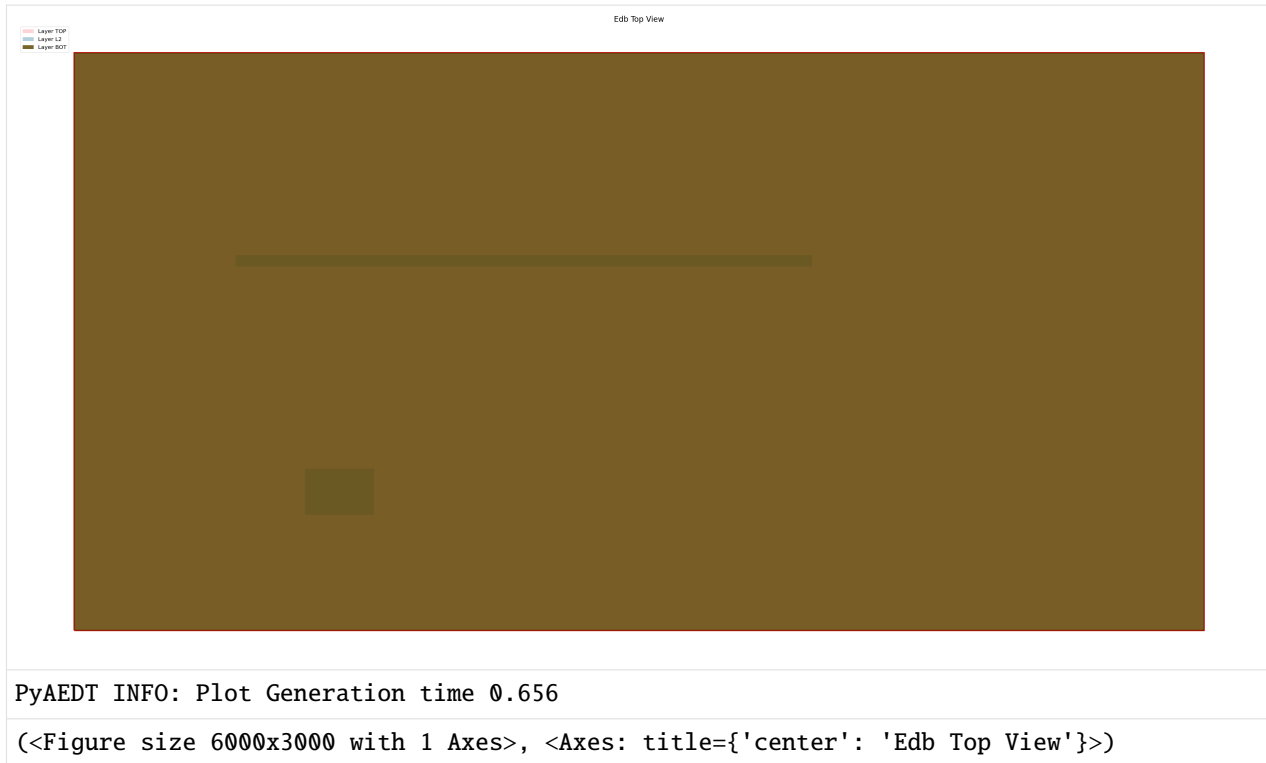 Edb Top View
Layer TOP
Layer L2
Layer BOT
PyAEDT INFO: Plot Generation time 0.656
(<Figure size 6000x3000 with 1 Axes>, <Axes: title={'center': 'Edb Top View'}>)